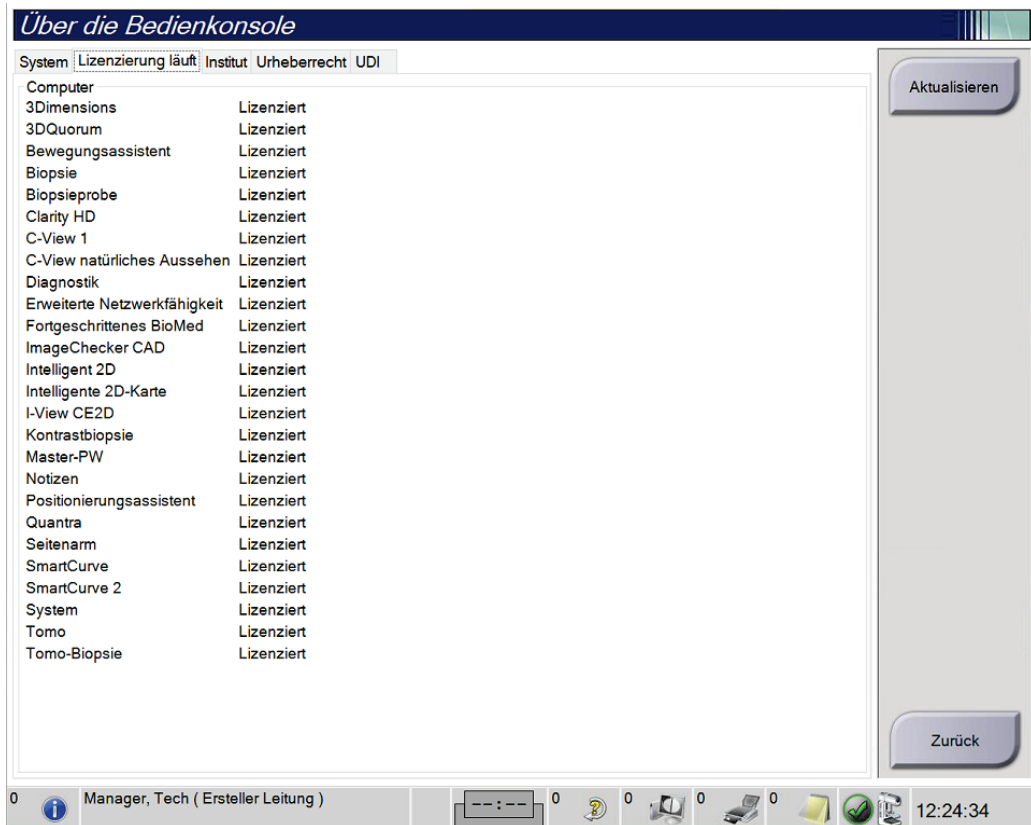 Über die Bedienkonsole
System Lizenzierung läuft Institut Urheberrecht UDI
Aktualisieren
Computer
3Dimensions Lizenziert
3DQuorum Lizenziert
Bewegungsassistent Lizenziert
Biopsie Lizenziert
Biopsieprobe Lizenziert
Clarity HD Lizenziert
C-View 1 Lizenziert
C-View natürliches Aussehen Lizenziert
Diagnostik Lizenziert
Erweiterte Netzwerkfähigkeit Lizenziert
Fortgeschrittenes BioMed Lizenziert
ImageChecker CAD Lizenziert
Intelligent 2D Lizenziert
Intelligente 2D-Karte Lizenziert
I-View CE2D Lizenziert
Kontrastbiopsie Lizenziert
Master-PW Lizenziert
Notizen Lizenziert
Positionierungsassistent Lizenziert
Quantra Lizenziert
Seitenarm Lizenziert
SmartCurve Lizenziert
SmartCurve 2 Lizenziert
System Lizenziert
Tomo Lizenziert
Tomo-Biopsie Lizenziert
Zurück
0 Manager, Tech ( Ersteller Leitung ) --:-- 0 0 0 0 12:24:34